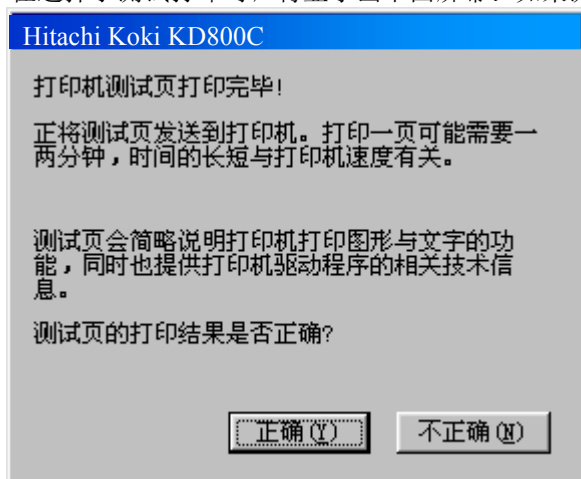 Hitachi Koki KD800C
打印机测试页打印完毕!
正将测试页发送到打印机。打印一页可能需要一
两分钟,时间的长短与打印机速度有关。
测试页会简略说明打印机打印图形与文字的功
能,同时也提供打印机驱动程序的相关技术信
息。
测试页的打印结果是否正确?
正确(Y)
不正确(N)